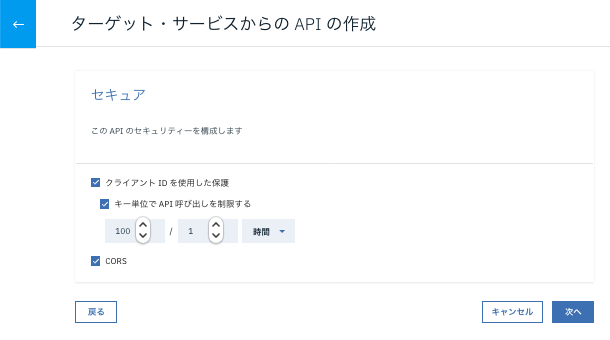 ターゲット・サービスからの API の作成
セキュア
この API のセキュリティーを構成します
クライアント ID を使用した保護
キー単位で API 呼び出しを制限する
100 / 1 時間
CORS
戻る キャンセル 次へ